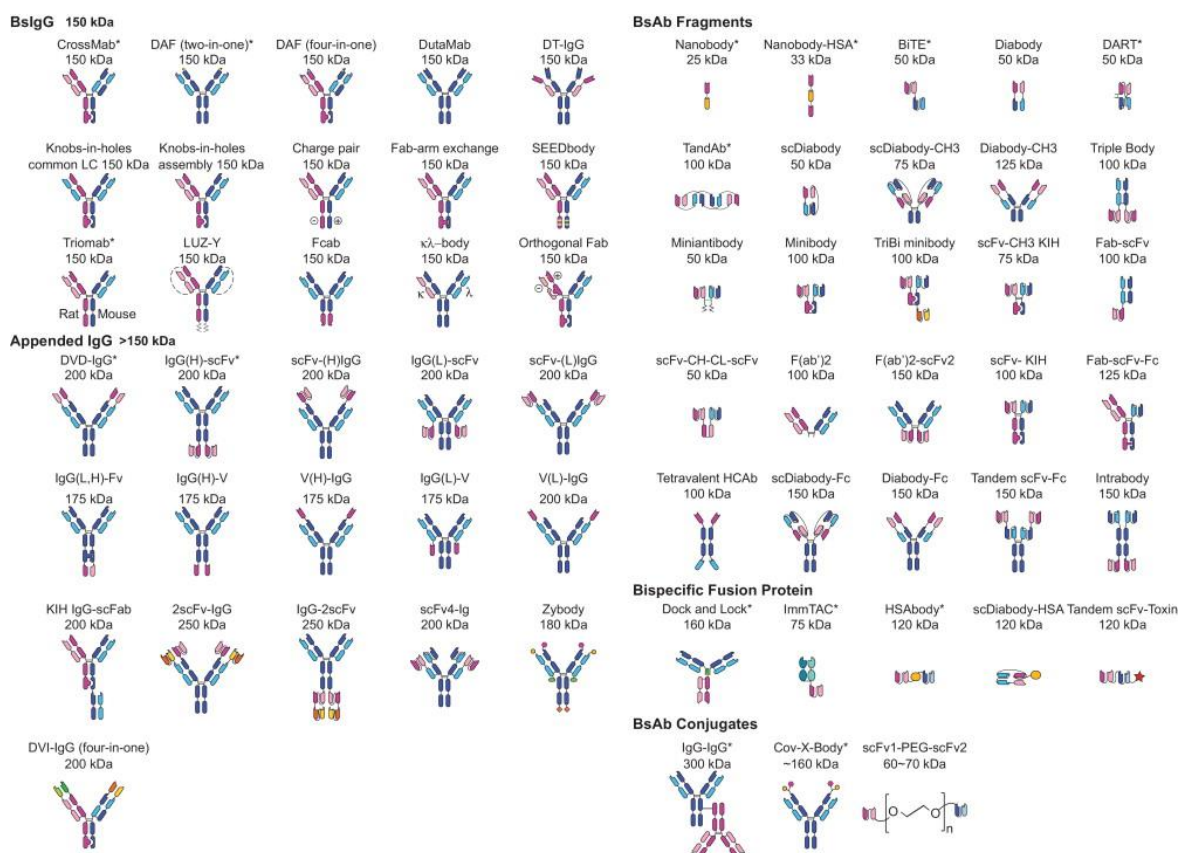 BsIgG 150 kDa
CrossMab* DAF (two-in-one)* DAF (four-in-one) DutaMab DT-IgG
150 kDa 150 kDa 150 kDa 150 kDa 150 kDa
Knobs-in-holes Knobs-in-holes Charge pair Fab-arm exchange SEEDbody
common LC 150 kDa assembly 150 kDa 150 kDa 150 kDa 150 kDa
⊖ ⊕
Triomab* LUZ-Y Fcab κλ–body Orthogonal Fab
150 kDa 150 kDa 150 kDa 150 kDa 150 kDa
⊕
κ λ ⊖
Rat Mouse
Appended IgG >150 kDa
DVD-IgG* IgG(H)-scFv* scFv-(H)IgG IgG(L)-scFv scFv-(L)IgG
200 kDa 200 kDa 200 kDa 200 kDa 200 kDa
IgG(L,H)-Fv IgG(H)-V V(H)-IgG IgG(L)-V V(L)-IgG
175 kDa 175 kDa 175 kDa 175 kDa 200 kDa
KIH IgG-scFab 2scFv-IgG IgG-2scFv scFv4-Ig Zybody
200 kDa 250 kDa 250 kDa 200 kDa 180 kDa
DVI-IgG (four-in-one)
200 kDa
BsAb Fragments
Nanobody* Nanobody-HSA* BiTE* Diabody DART*
25 kDa 33 kDa 50 kDa 50 kDa 50 kDa
TandAb* scDiabody scDiabody-CH3 Diabody-CH3 Triple Body
100 kDa 50 kDa 75 kDa 125 kDa 100 kDa
Miniantibody Minibody TriBi minibody scFv-CH3 KIH Fab-scFv
50 kDa 100 kDa 100 kDa 75 kDa 100 kDa
scFv-CH-CL-scFv F(ab')2 F(ab')2-scFv2 scFv- KIH Fab-scFv-Fc
50 kDa 100 kDa 150 kDa 100 kDa 125 kDa
Tetravalent HCAb scDiabody-Fc Diabody-Fc Tandem scFv-Fc Intrabody
100 kDa 150 kDa 150 kDa 150 kDa 150 kDa
Bispecific Fusion Protein
Dock and Lock* ImmTAC* HSAbody* scDiabody-HSA Tandem scFv-Toxin
160 kDa 75 kDa 120 kDa 120 kDa 120 kDa
BsAb Conjugates
IgG-IgG* Cov-X-Body* scFv1-PEG-scFv2
300 kDa ~160 kDa 60~70 kDa
O O n